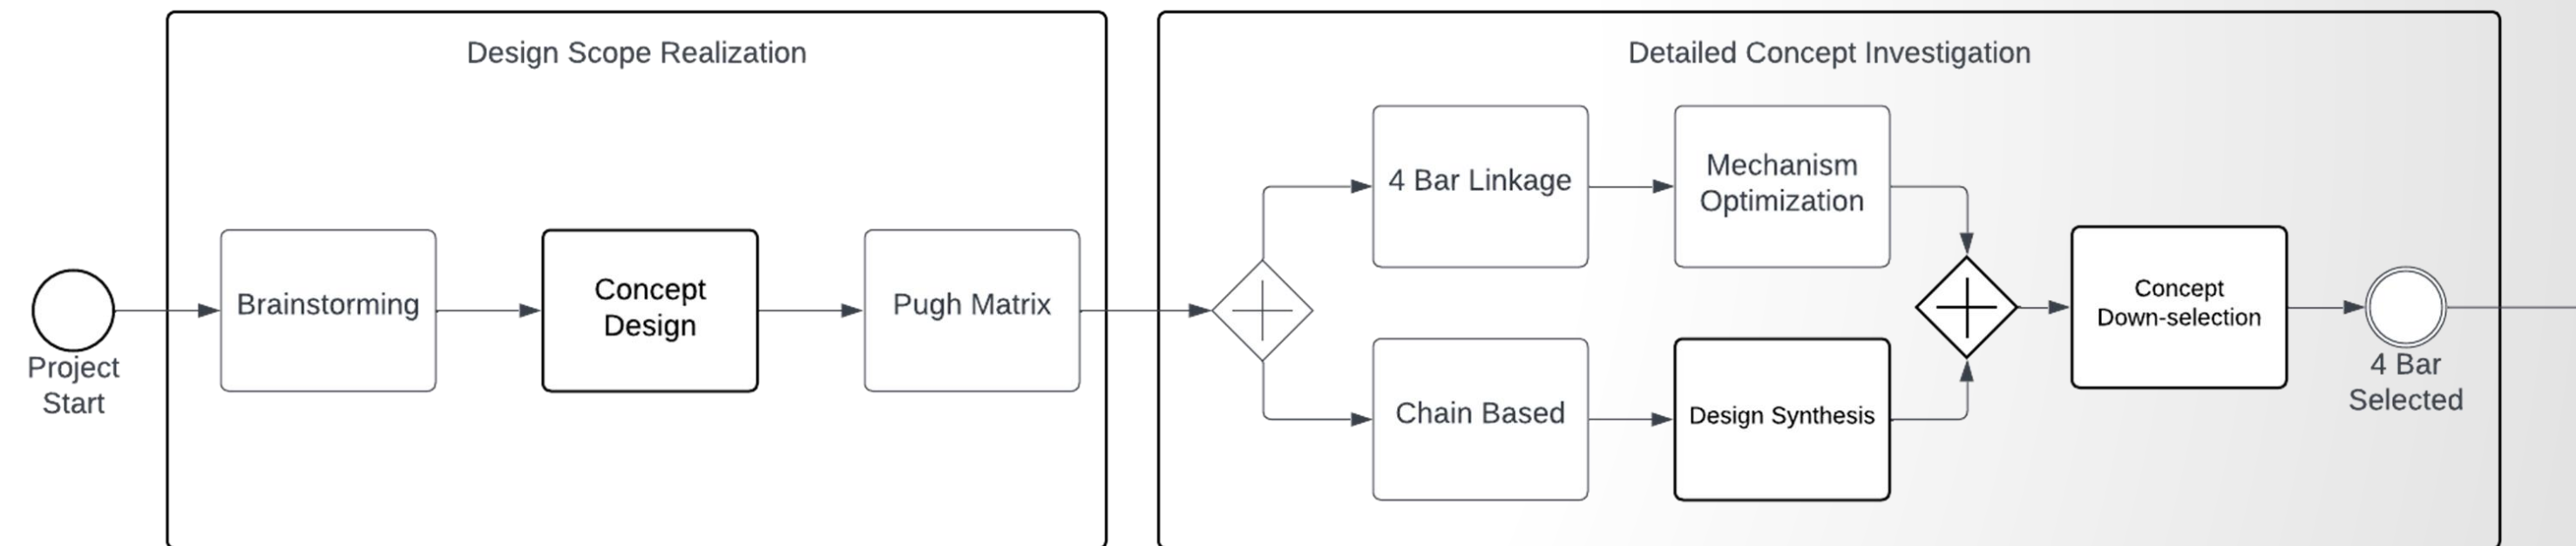 Design Scope Realization
Detailed Concept Investigation
Project
Start
Brainstorming
Concept
Design
Pugh Matrix
4 Bar Linkage
Mechanism
Optimization
Chain Based
Design Synthesis
Concept
Down-selection
4 Bar
Selected